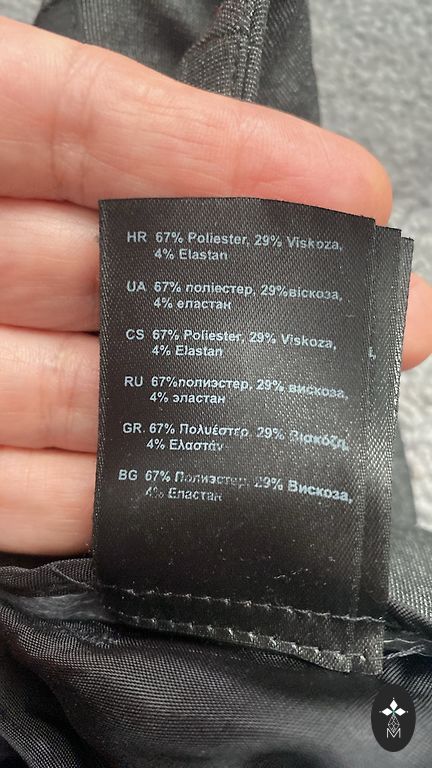 HR 67% Poliester, 29% Viskoza,
4% Elastan
UA 67% поліестер, 29%віскоза,
4% еластан
CS 67% Poliester, 29% Viskoza,
4% Elastan
RU 67%полиэстер, 29% вискоза,
4% эластан
GR. 67% Πολυέστερ, 29% Βισκόζη,
4% Ελαστάν
BG 67% Полиэстер, 29% Вискоза,
4% Еластан
M